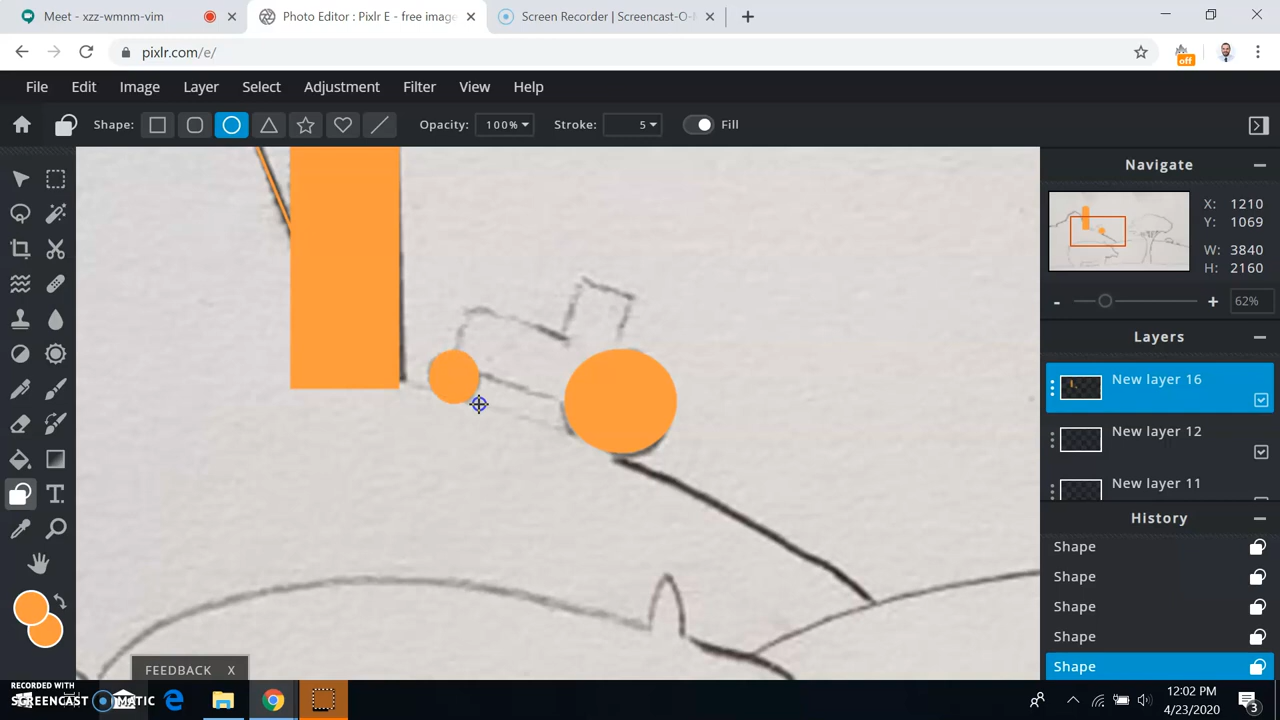 Meet - xzz-wmnm-vim
Photo Editor : Pixlr E - free image
Screen Recorder | Screencast-O-
pixlr.com/e/
off
File Edit Image Layer Select Adjustment Filter View Help
Shape: Opacity: 100% Stroke: 5 Fill
Navigate
X: 1210
Y: 1069
W: 3840
H: 2160
- + 62%
Layers
New layer 16
New layer 12
New layer 11
History
Shape
Shape
Shape
Shape
Shape
FEEDBACK X
RECORDED WITH
SCREENCAST MATIC
12:02 PM
4/23/2020
3